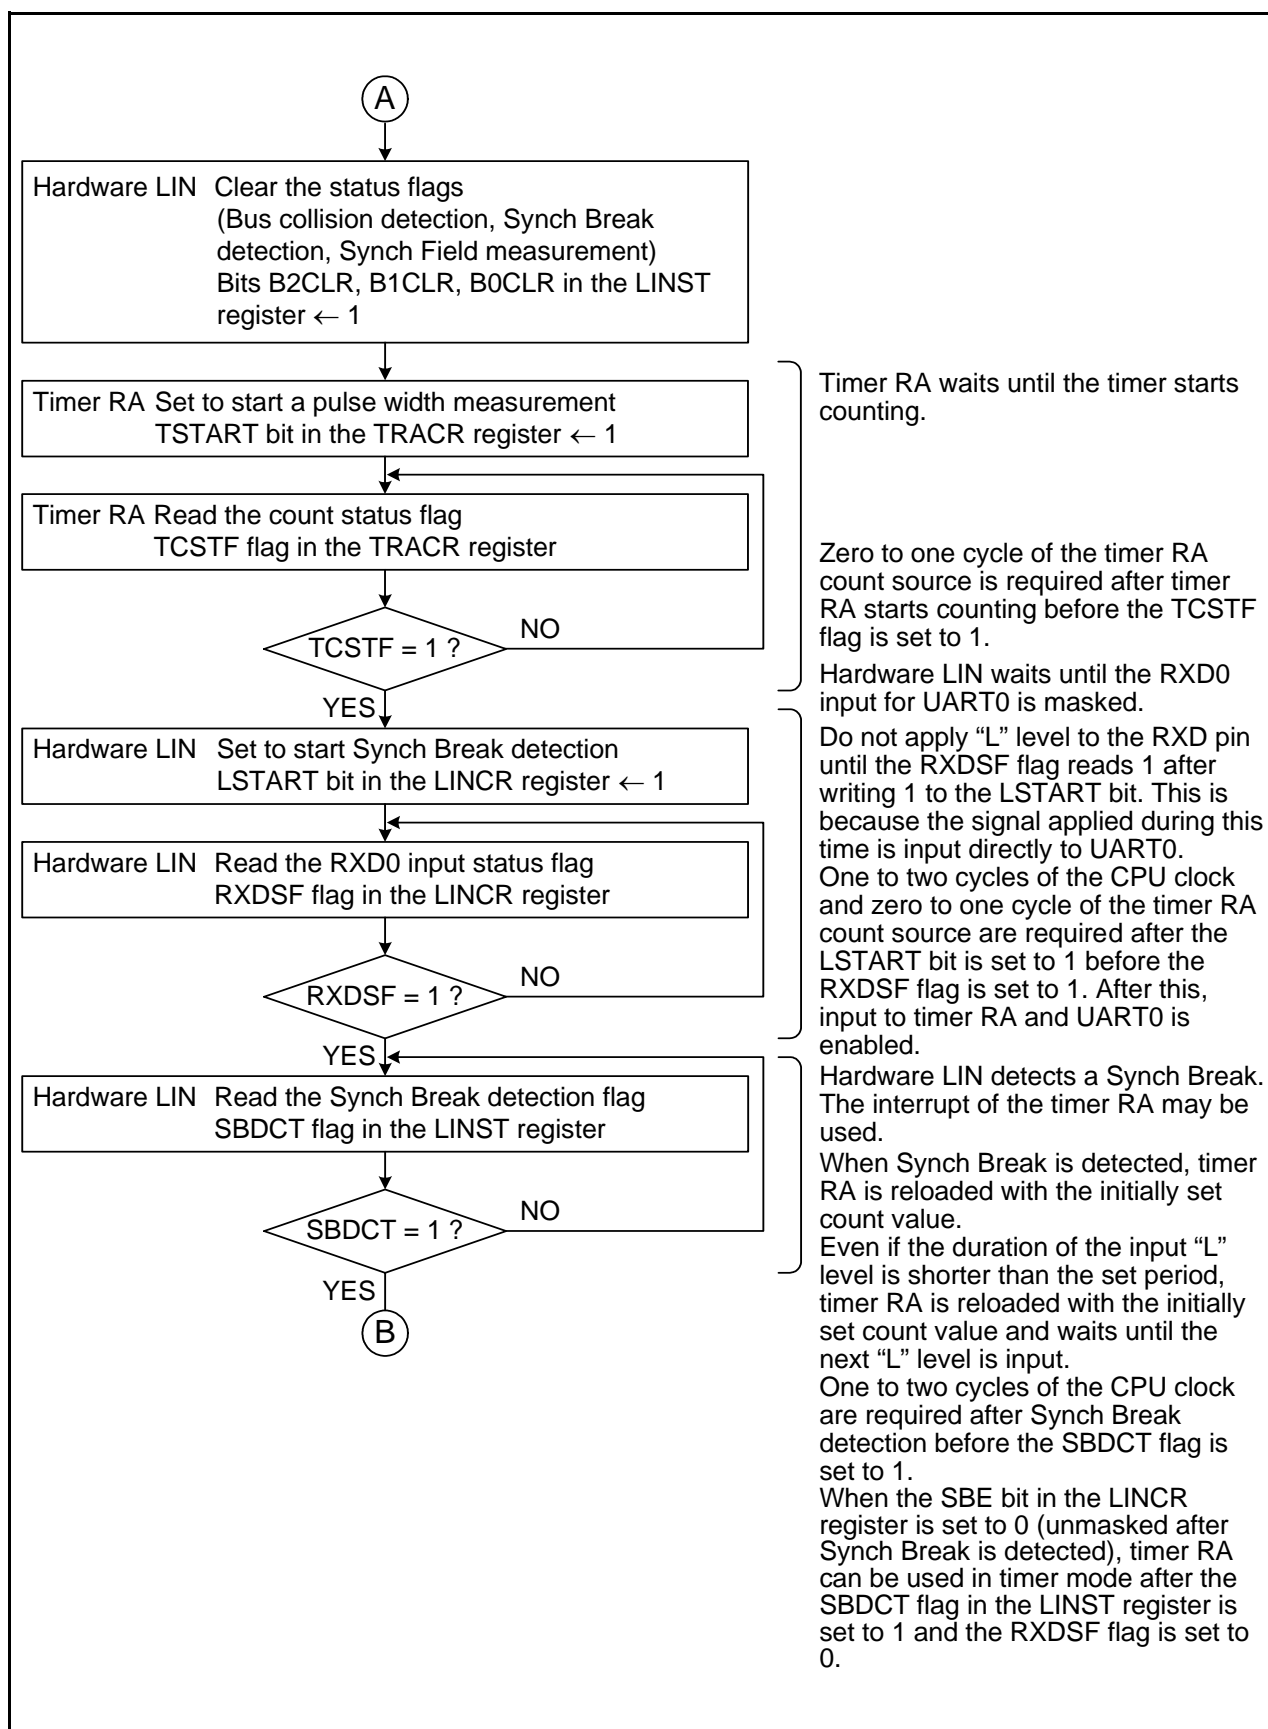 A
Hardware LIN Clear the status flags
(Bus collision detection, Synch Break
detection, Synch Field measurement)
Bits B2CLR, B1CLR, B0CLR in the LINST
register ← 1
Timer RA Set to start a pulse width measurement
TSTART bit in the TRACR register ← 1
Timer RA waits until the timer starts
counting.
Timer RA Read the count status flag
TCSTF flag in the TRACR register
TCSTF = 1 ?
NO
YES
Zero to one cycle of the timer RA
count source is required after timer
RA starts counting before the TCSTF
flag is set to 1.
Hardware LIN waits until the RXD0
input for UART0 is masked.
Hardware LIN Set to start Synch Break detection
LSTART bit in the LINCR register ← 1
Hardware LIN Read the RXD0 input status flag
RXDSF flag in the LINCR register
RXDSF = 1 ?
NO
YES
Do not apply “L” level to the RXD pin
until the RXDSF flag reads 1 after
writing 1 to the LSTART bit. This is
because the signal applied during this
time is input directly to UART0.
One to two cycles of the CPU clock
and zero to one cycle of the timer RA
count source are required after the
LSTART bit is set to 1 before the
RXDSF flag is set to 1. After this,
input to timer RA and UART0 is
enabled.
Hardware LIN Read the Synch Break detection flag
SBDCT flag in the LINST register
SBDCT = 1 ?
NO
YES
B
Hardware LIN detects a Synch Break.
The interrupt of the timer RA may be
used.
When Synch Break is detected, timer
RA is reloaded with the initially set
count value.
Even if the duration of the input “L”
level is shorter than the set period,
timer RA is reloaded with the initially
set count value and waits until the
next “L” level is input.
One to two cycles of the CPU clock
are required after Synch Break
detection before the SBDCT flag is
set to 1.
When the SBE bit in the LINCR
register is set to 0 (unmasked after
Synch Break is detected), timer RA
can be used in timer mode after the
SBDCT flag in the LINST register is
set to 1 and the RXDSF flag is set to
0.